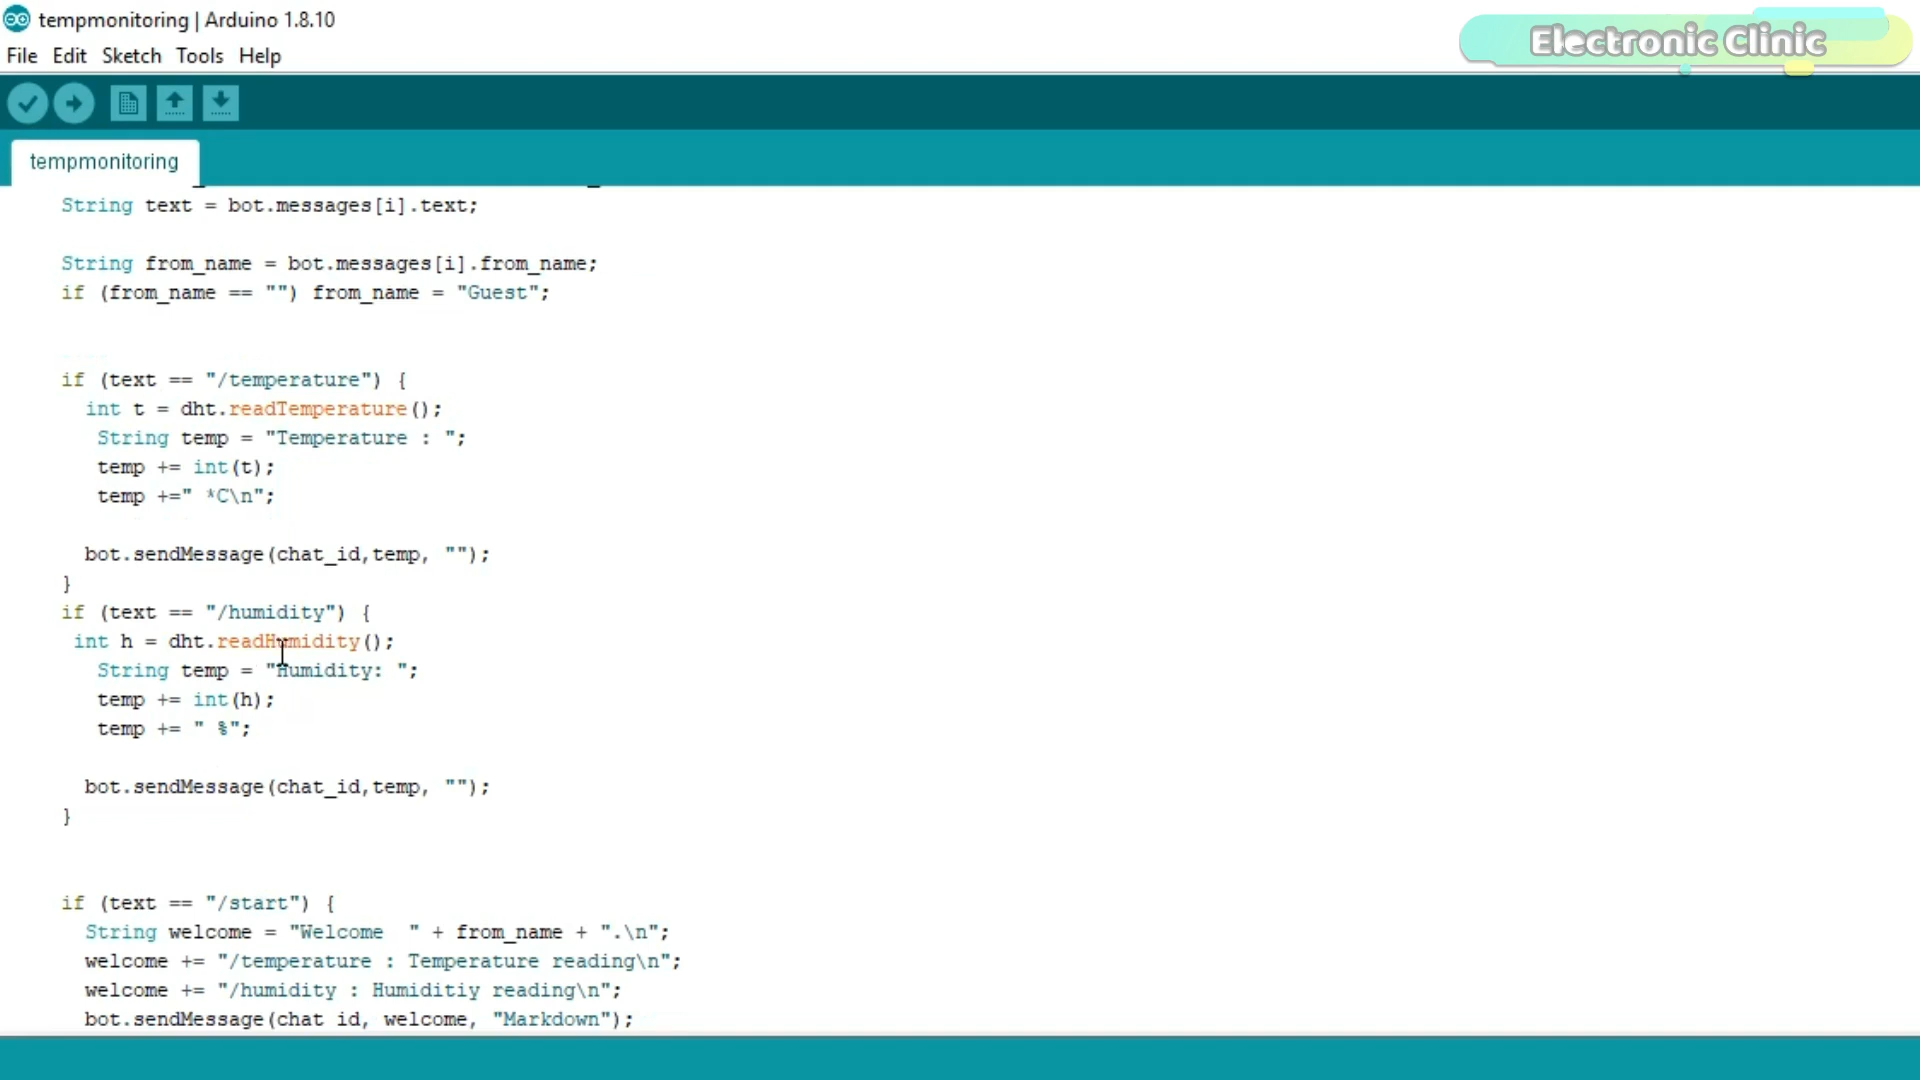 tempmonitoring | Arduino 1.8.10
Electronic Clinic
File Edit Sketch Tools Help
tempmonitoring
String text = bot.messages[i].text;
String from_name = bot.messages[i].from_name;
if (from_name == "") from_name = "Guest";
if (text == "/temperature") {
int t = dht.readTemperature();
String temp = "Temperature : ";
temp += int(t);
temp +=" *C\n";
bot.sendMessage(chat_id,temp, "");
}
if (text == "/humidity") {
int h = dht.readHumidity();
String temp = "Humidity: ";
temp += int(h);
temp += " %";
bot.sendMessage(chat_id,temp, "");
}
if (text == "/start") {
String welcome = "Welcome  " + from_name + ".\n";
welcome += "/temperature : Temperature reading\n";
welcome += "/humidity : Humiditiy reading\n";
bot.sendMessage(chat id, welcome, "Markdown");